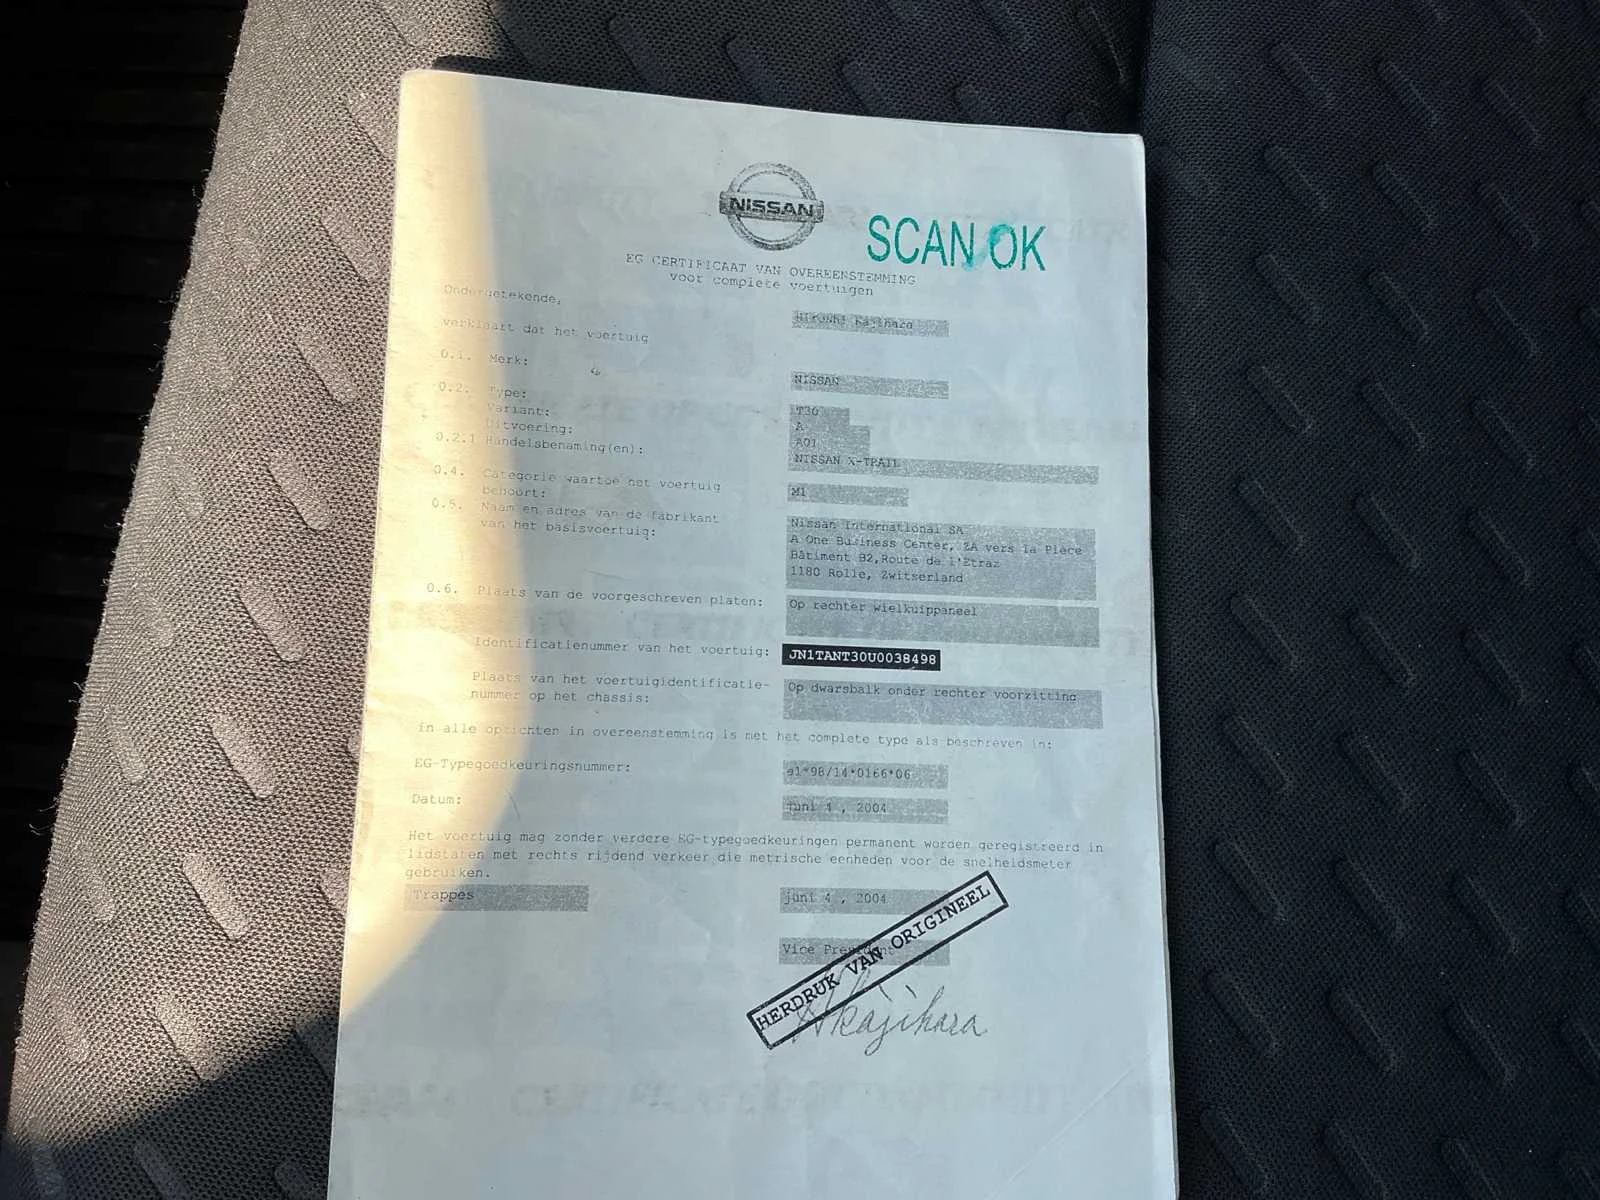 NISSAN
SCAN OK
EG CERTIFICAAT VAN OVEREENSTEMMING
voor complete voertuigen
Ondergetekende,
Hiroshi Kajihara
verklaart dat het voertuig
0.1. Merk:
NISSAN
0.2. Type:
T30
Variant:
A
Uitvoering:
A01
0.2.1 Handelsbenaming(en):
NISSAN X-TRAIL
0.4. Categorie waartoe het voertuig
behoort:
M1
0.5. Naam en adres van de fabrikant
van het basisvoertuig:
Nissan International SA
A One Business Center, ZA vers la Pièce
Bâtiment B2,Route de l'Etraz
1180 Rolle, Zwitserland
0.6. Plaats van de voorgeschreven platen:
Op rechter wielkuippaneel
Identificatienummer van het voertuig:
JN1TANT30U0038498
Plaats van het voertuigidentificatie-
nummer op het chassis:
Op dwarsbalk onder rechter voorzitting
in alle opzichten in overeenstemming is met het complete type als beschreven in:
EG-Typegoedkeuringsnummer:
e1*98/14*0166*06
Datum:
juni 4 , 2004
Het voertuig mag zonder verdere EG-typegoedkeuringen permanent worden geregistreerd in
lidstaten met rechts rijdend verkeer die metrische eenheden voor de snelheidsmeter
gebruiken.
Trappes
juni 4 , 2004
Vice President
HERDRUK VAN ORIGINEEL
Kajihara